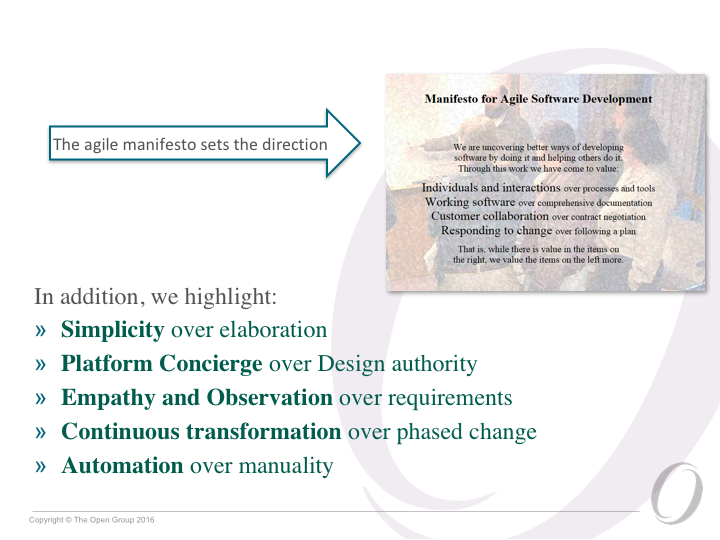 The agile manifesto sets the direction
Manifesto for Agile Software Development
We are uncovering better ways of developing
software by doing it and helping others do it.
Through this work we have come to value:
Individuals and interactions over processes and tools
Working software over comprehensive documentation
Customer collaboration over contract negotiation
Responding to change over following a plan
That is, while there is value in the items on
the right, we value the items on the left more.
In addition, we highlight:
» Simplicity over elaboration
» Platform Concierge over Design authority
» Empathy and Observation over requirements
» Continuous transformation over phased change
» Automation over manuality
Copyright © The Open Group 2016